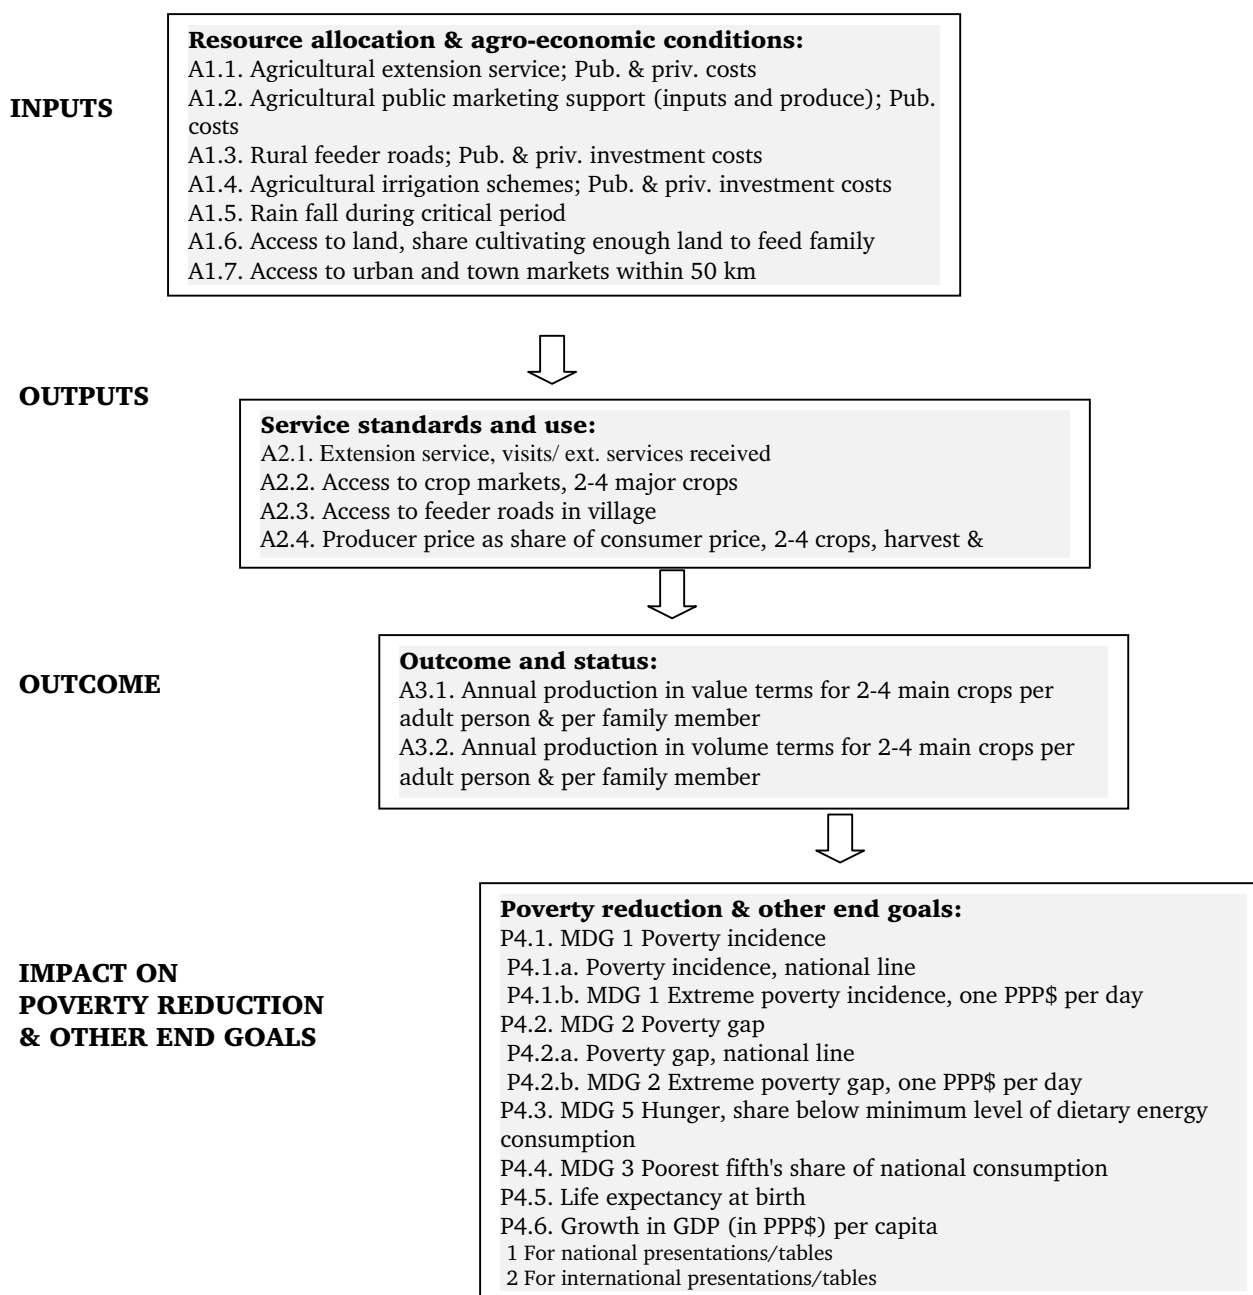 INPUTS
Resource allocation & agro-economic conditions:
A1.1. Agricultural extension service; Pub. & priv. costs
A1.2. Agricultural public marketing support (inputs and produce); Pub.
costs
A1.3. Rural feeder roads; Pub. & priv. investment costs
A1.4. Agricultural irrigation schemes; Pub. & priv. investment costs
A1.5. Rain fall during critical period
A1.6. Access to land, share cultivating enough land to feed family
A1.7. Access to urban and town markets within 50 km
OUTPUTS
Service standards and use:
A2.1. Extension service, visits/ ext. services received
A2.2. Access to crop markets, 2-4 major crops
A2.3. Access to feeder roads in village
A2.4. Producer price as share of consumer price, 2-4 crops, harvest &
OUTCOME
Outcome and status:
A3.1. Annual production in value terms for 2-4 main crops per
adult person & per family member
A3.2. Annual production in volume terms for 2-4 main crops per
adult person & per family member
IMPACT ON
POVERTY REDUCTION
& OTHER END GOALS
Poverty reduction & other end goals:
P4.1. MDG 1 Poverty incidence
P4.1.a. Poverty incidence, national line
P4.1.b. MDG 1 Extreme poverty incidence, one PPP$ per day
P4.2. MDG 2 Poverty gap
P4.2.a. Poverty gap, national line
P4.2.b. MDG 2 Extreme poverty gap, one PPP$ per day
P4.3. MDG 5 Hunger, share below minimum level of dietary energy
consumption
P4.4. MDG 3 Poorest fifth's share of national consumption
P4.5. Life expectancy at birth
P4.6. Growth in GDP (in PPP$) per capita
1 For national presentations/tables
2 For international presentations/tables